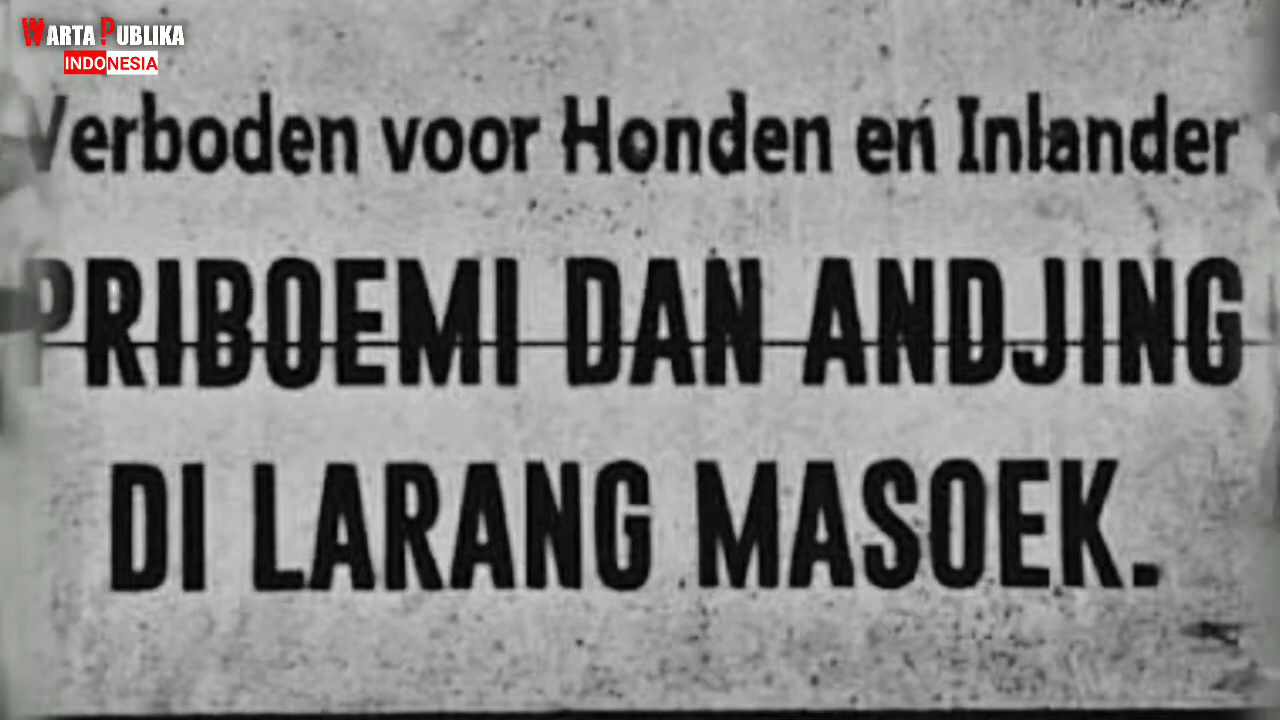 WARTA PUBLIKA
INDONESIA
Verboden voor Honden en Inlander
PRIBOEMI DAN ANDJING
DI LARANG MASOEK.